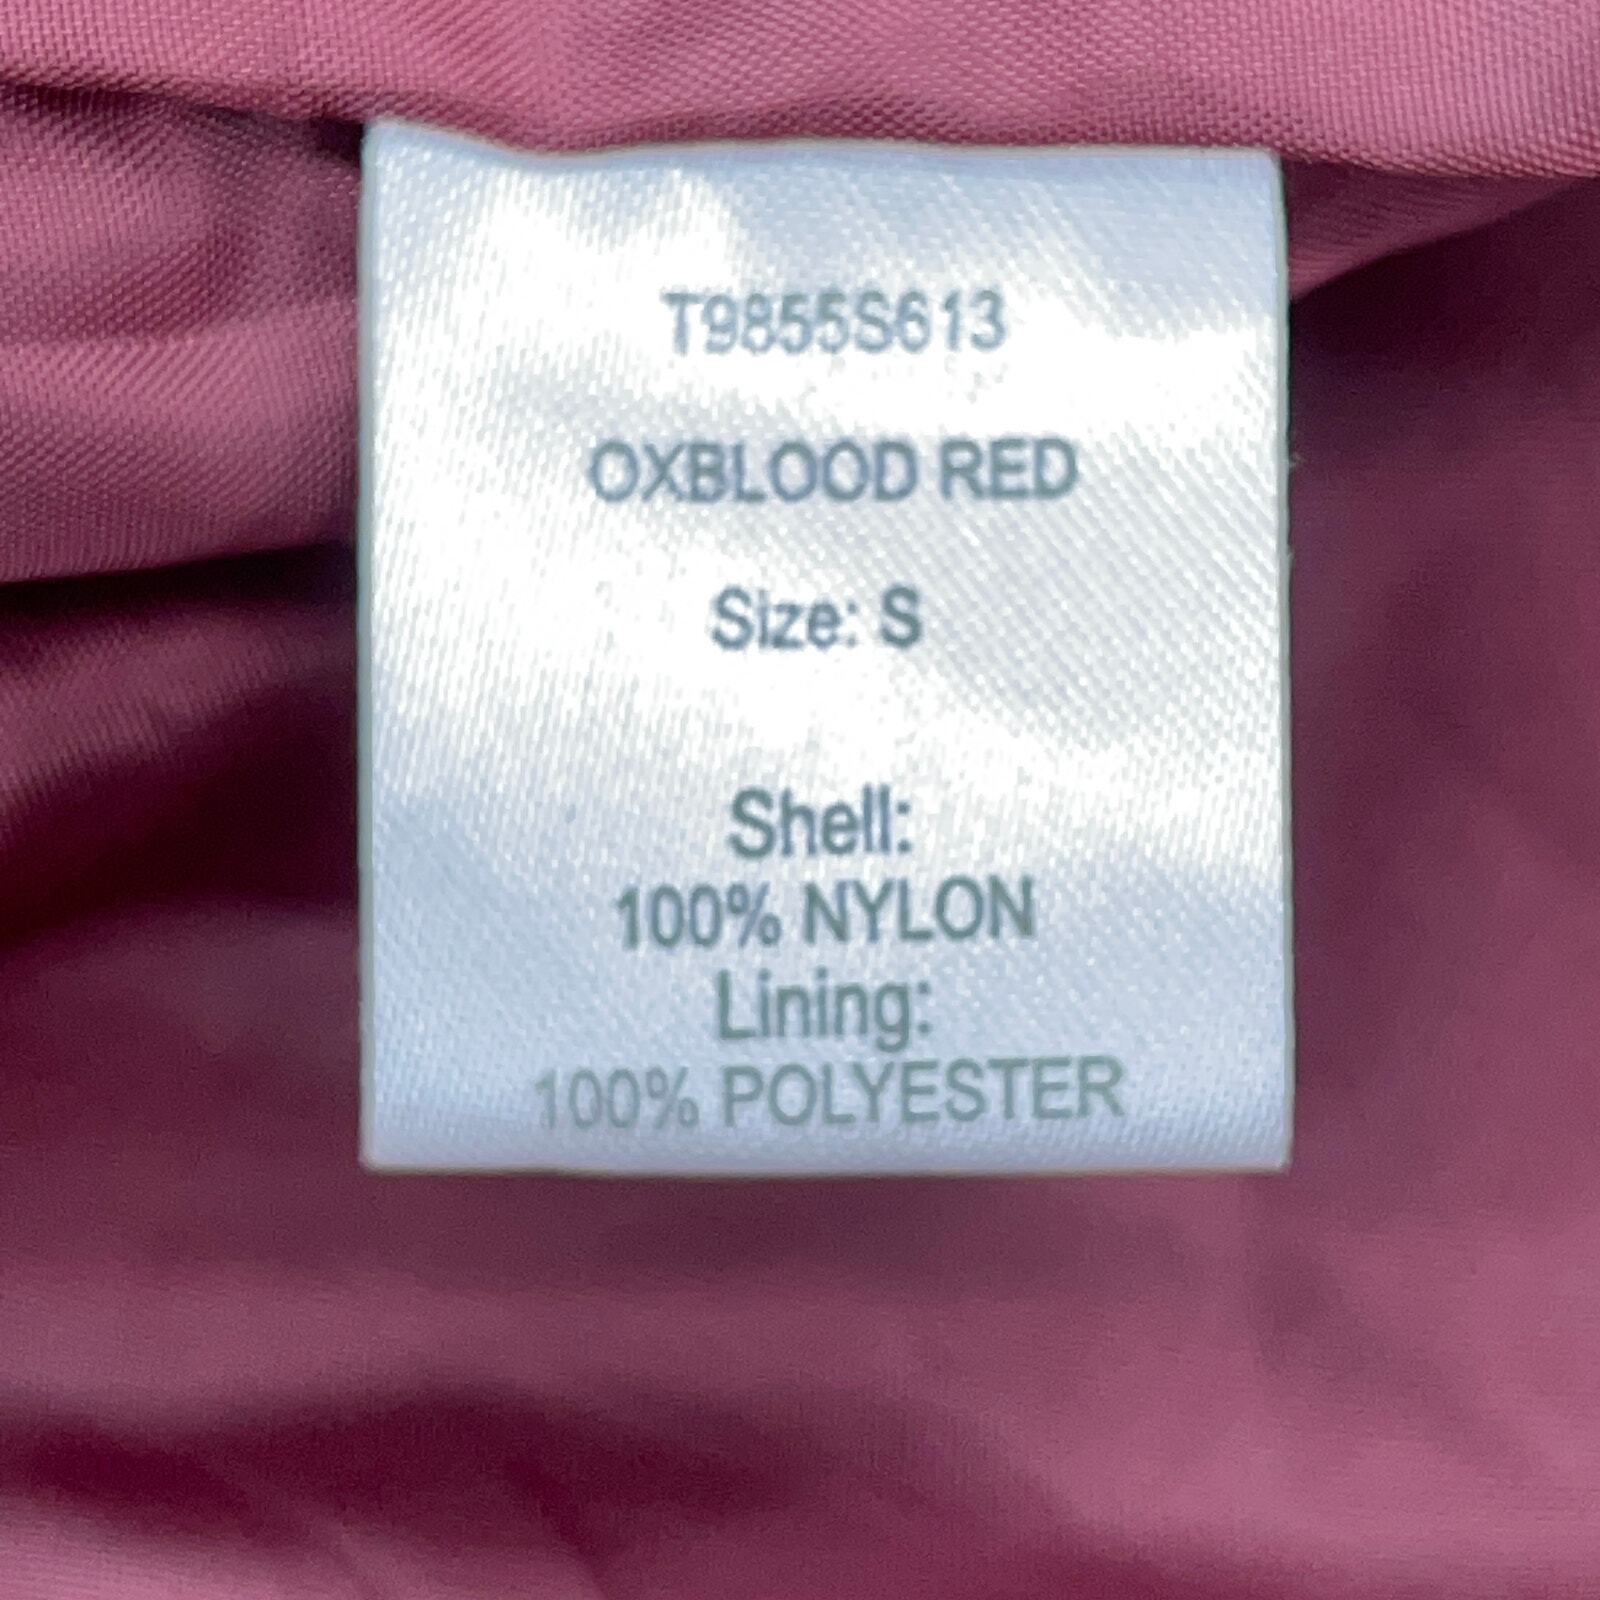 T9855S613
OXBLOOD RED
Size: S
Shell:
100% NYLON
Lining:
100% POLYESTER